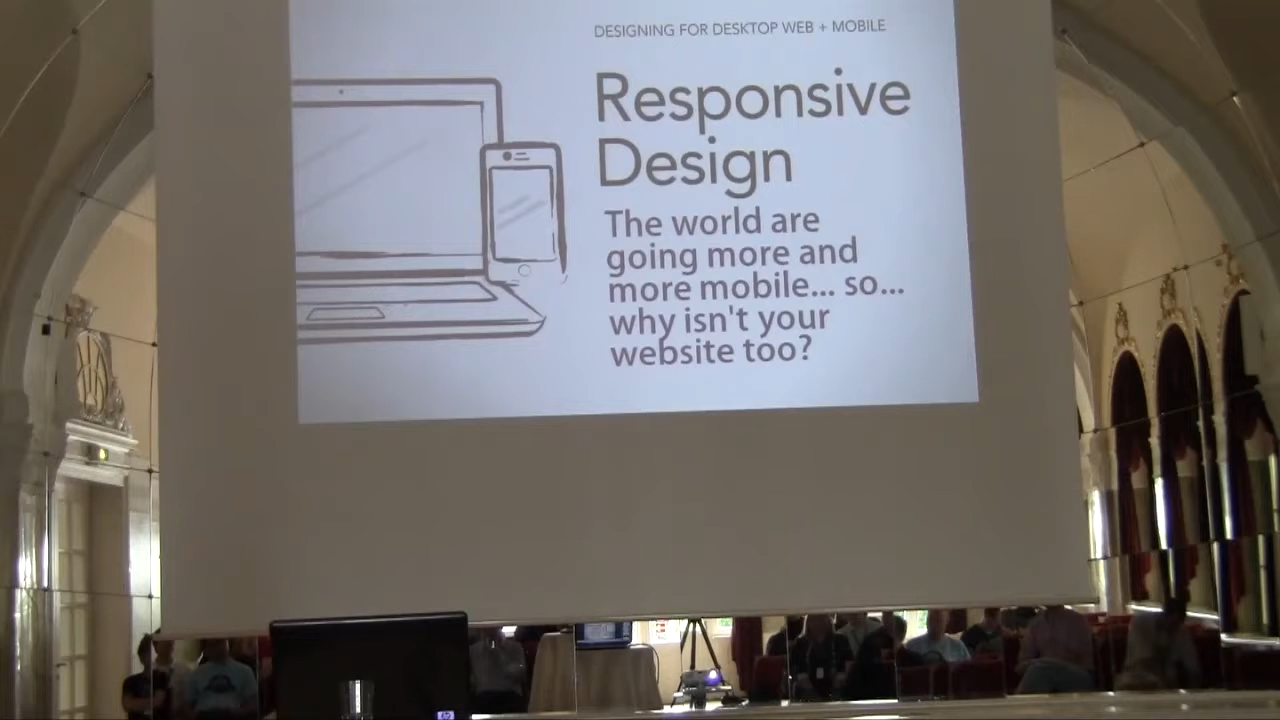 DESIGNING FOR DESKTOP WEB + MOBILE
Responsive
Design
The world are
going more and
more mobile... so...
why isn't your
website too?
hp